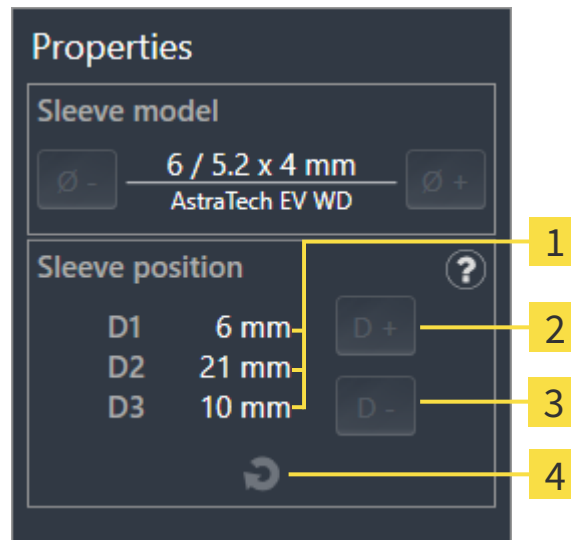 Properties
Sleeve model
Ø -
6 / 5.2 x 4 mm
Ø +
AstraTech EV WD
1
Sleeve position
?
D1 6 mm
D +
2
D2 21 mm
D3 10 mm
D -
3
4